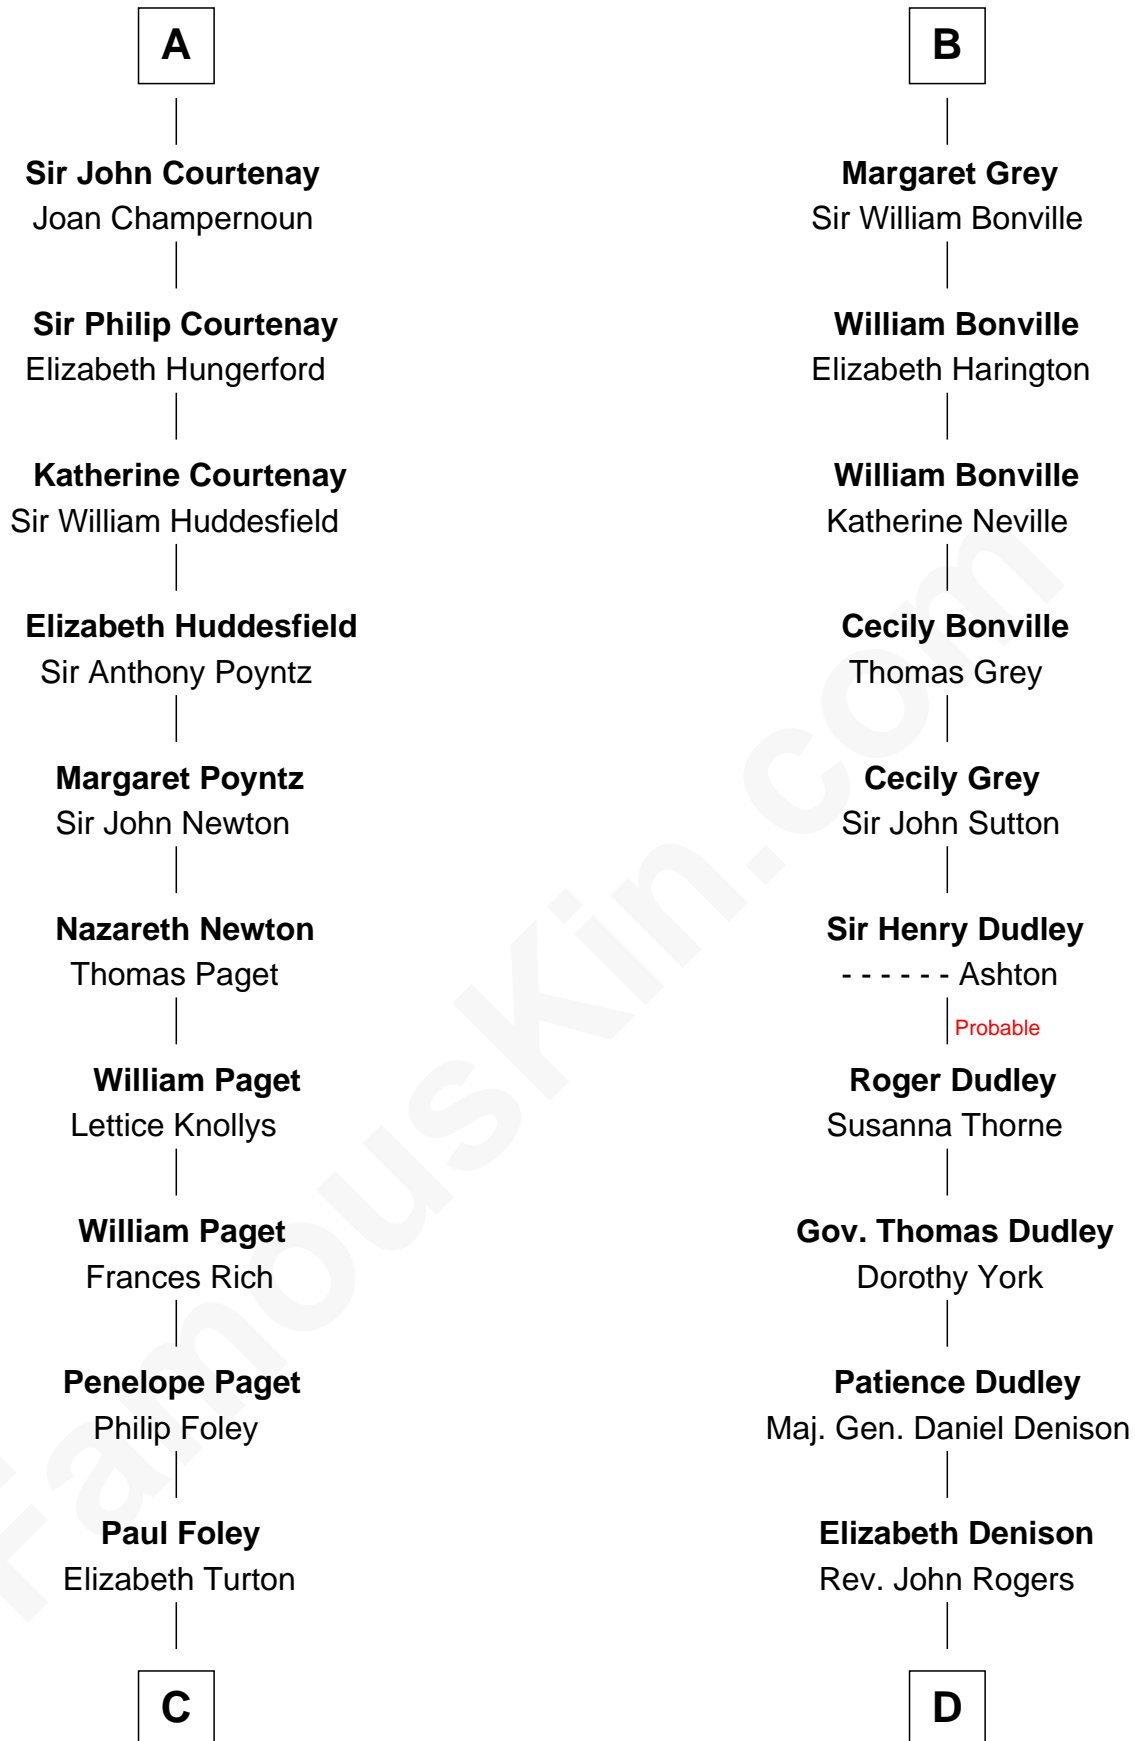 A
Sir John Courtenay
Joan Champernoun
Sir Philip Courtenay
Elizabeth Hungerford
Katherine Courtenay
Sir William Huddesfield
Elizabeth Huddesfield
Sir Anthony Poyntz
Margaret Poyntz
Sir John Newton
Nazareth Newton
Thomas Paget
William Paget
Lettice Knollys
William Paget
Frances Rich
Penelope Paget
Philip Foley
Paul Foley
Elizabeth Turton
C
B
Margaret Grey
Sir William Bonville
William Bonville
Elizabeth Harington
William Bonville
Katherine Neville
Cecily Bonville
Thomas Grey
Cecily Grey
Sir John Sutton
Sir Henry Dudley
- - - - - - Ashton
Probable
Roger Dudley
Susanna Thorne
Gov. Thomas Dudley
Dorothy York
Patience Dudley
Maj. Gen. Daniel Denison
Elizabeth Denison
Rev. John Rogers
D
FamousKin.com